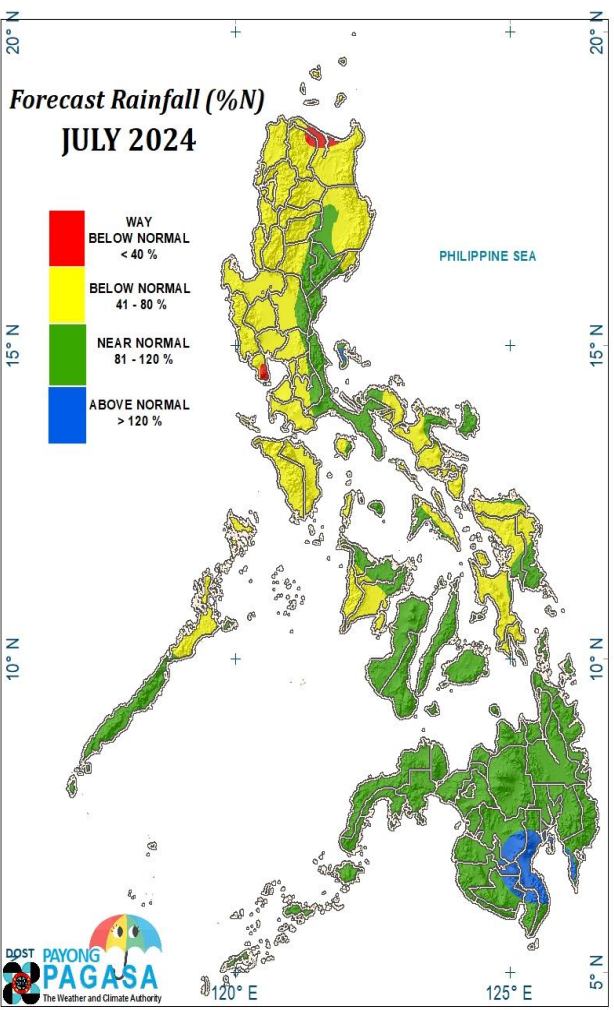 20° N
Forecast Rainfall (%N)
JULY 2024
WAY
BELOW NORMAL
< 40 %
BELOW NORMAL
41 - 80 %
NEAR NORMAL
81 - 120 %
ABOVE NORMAL
> 120 %
PHILIPPINE SEA
15° N
15° N
10° N
10° N
5° N
DOST
PAYONG
PAGASA
The Weather and Climate Authority
120° E
125° E
20° N